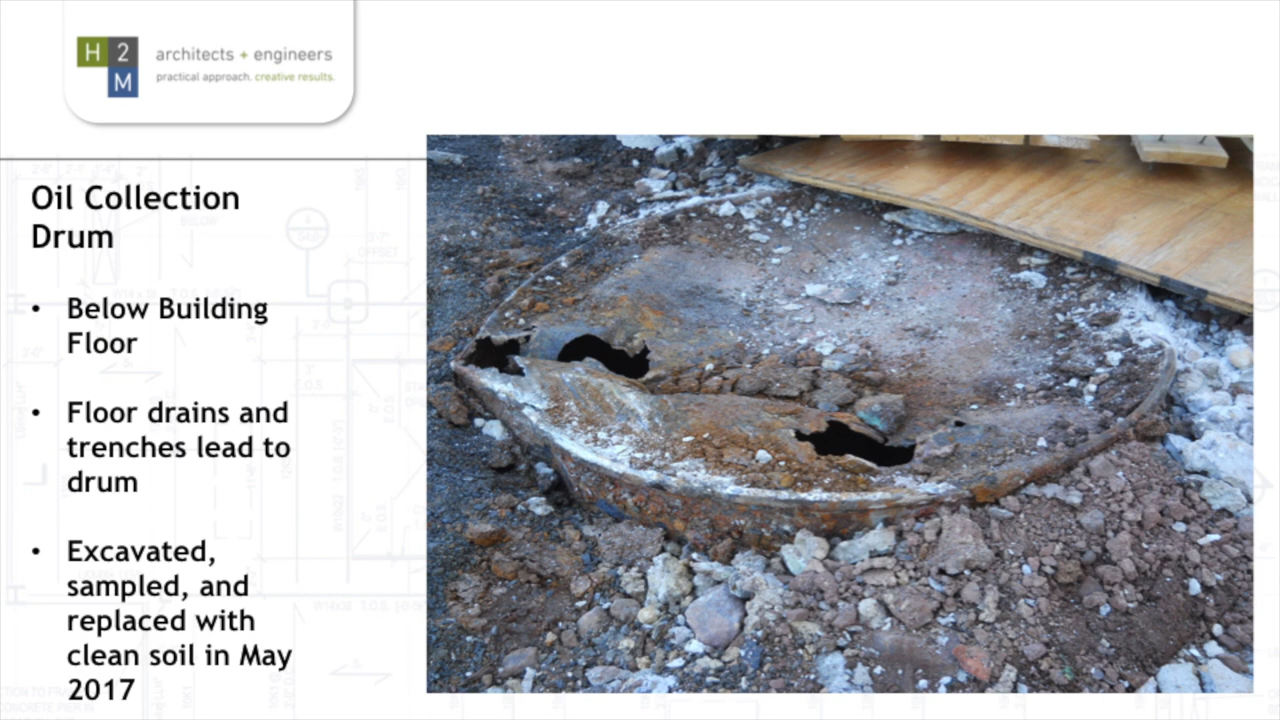 H2M
architects + engineers
practical approach. creative results.
Oil Collection
Drum
• Below Building
Floor
• Floor drains and
trenches lead to
drum
• Excavated,
sampled, and
replaced with
clean soil in May
2017